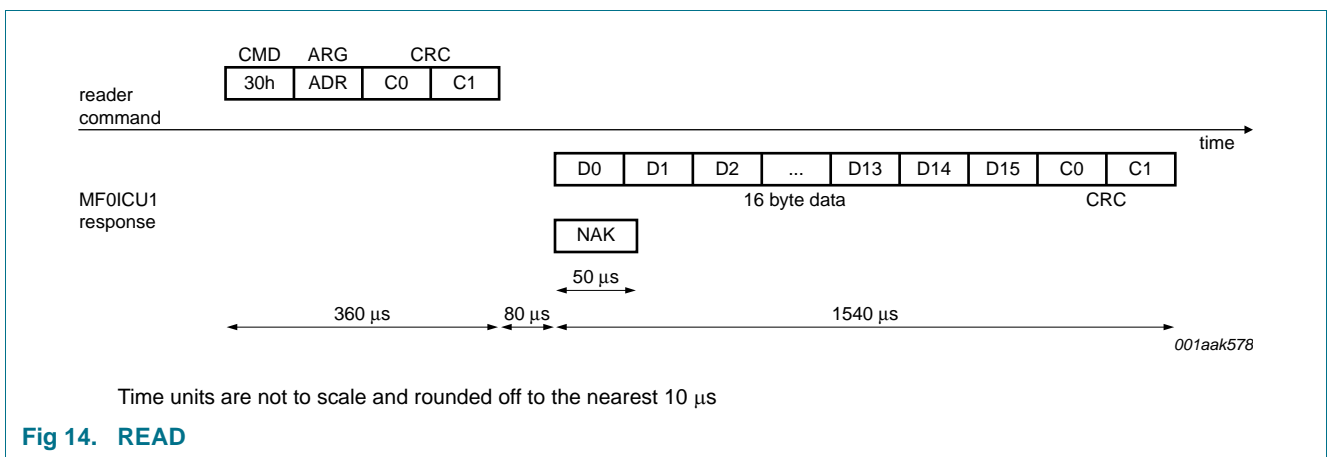 CMD ARG CRC
30h ADR C0 C1
reader
command
time
D0 D1 D2 ... D13 D14 D15 C0 C1
16 byte data CRC
MF0ICU1
response
NAK
50 μs
360 μs 80 μs 1540 μs
001aak578
Time units are not to scale and rounded off to the nearest 10 μs
Fig 14. READ